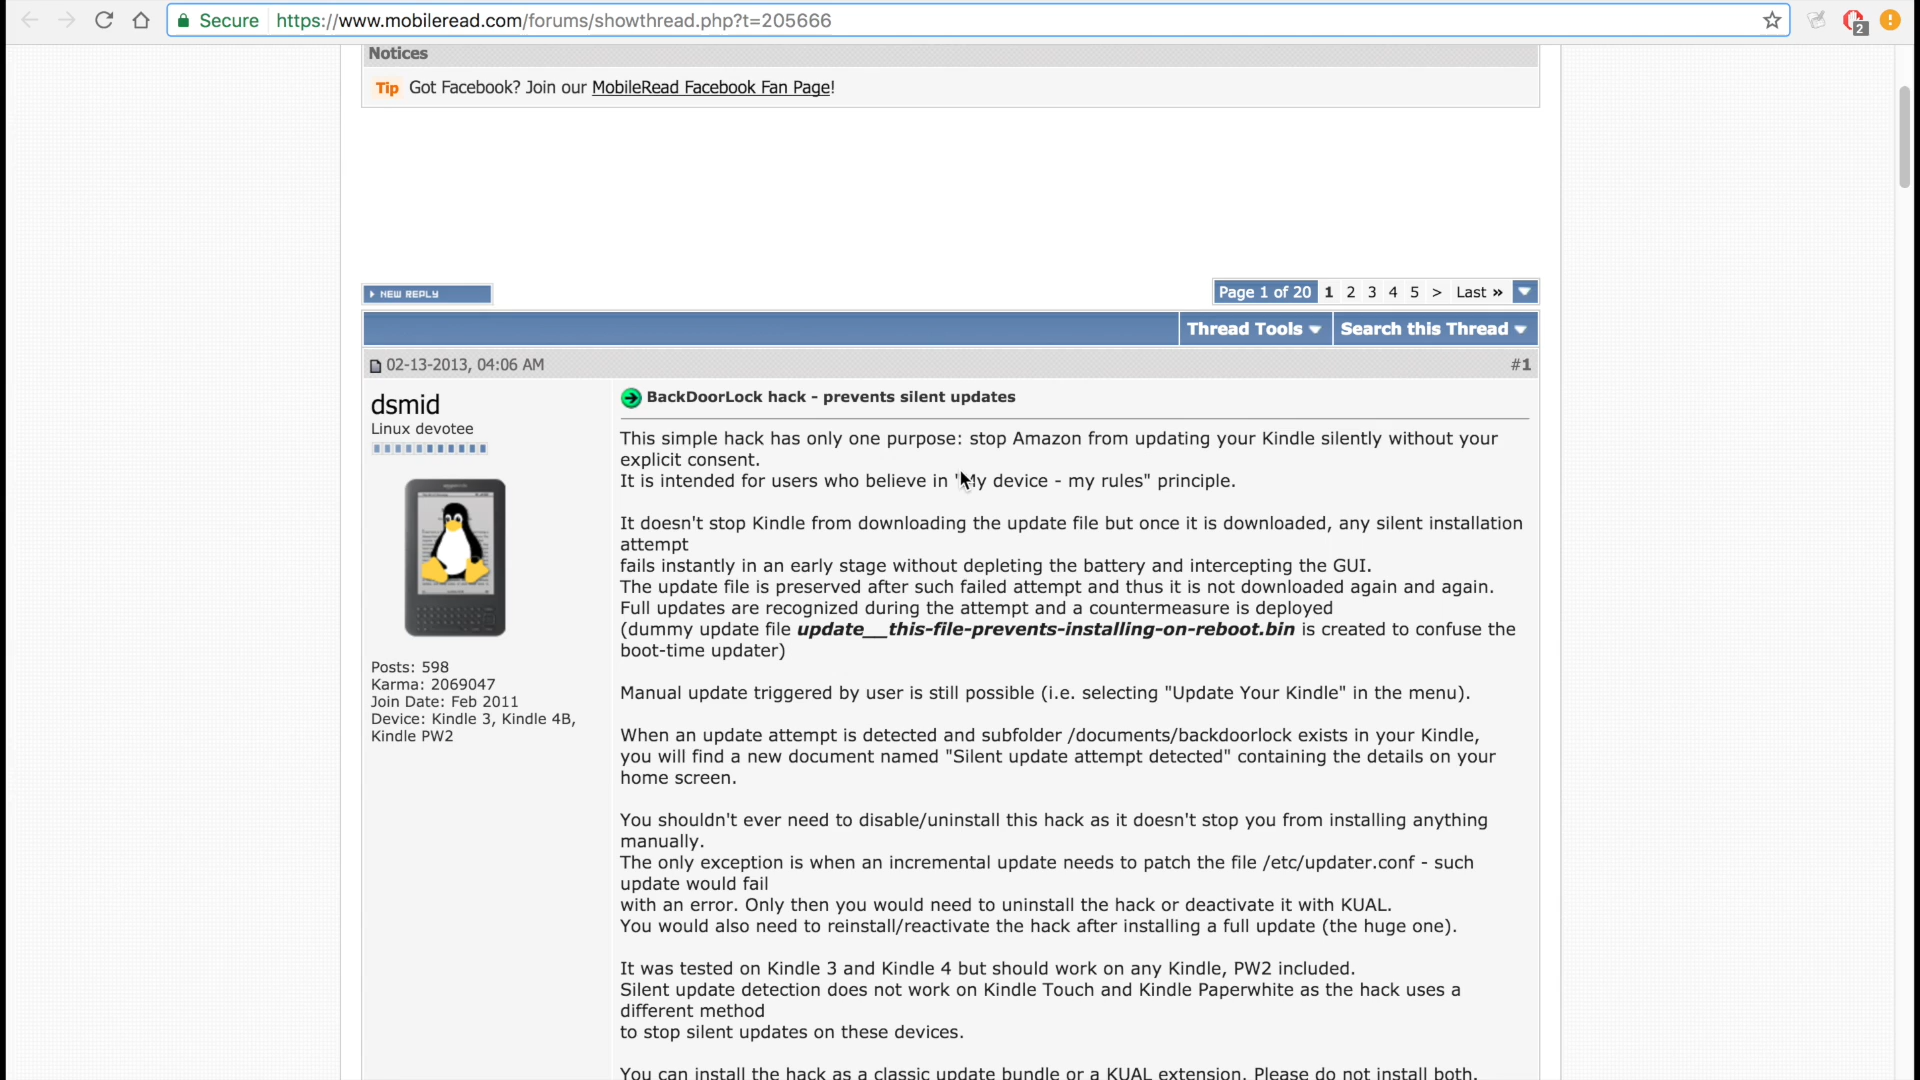 Secure https://www.mobileread.com/forums/showthread.php?t=205666
2
Notices
Tip Got Facebook? Join our MobileRead Facebook Fan Page!
NEW REPLY
Page 1 of 20 1 2 3 4 5 > Last »
Thread Tools Search this Thread
02-13-2013, 04:06 AM #1
dsmid
Linux devotee
Posts: 598
Karma: 2069047
Join Date: Feb 2011
Device: Kindle 3, Kindle 4B,
Kindle PW2
BackDoorLock hack - prevents silent updates
This simple hack has only one purpose: stop Amazon from updating your Kindle silently without your
explicit consent.
It is intended for users who believe in "My device - my rules" principle.
It doesn't stop Kindle from downloading the update file but once it is downloaded, any silent installation
attempt
fails instantly in an early stage without depleting the battery and intercepting the GUI.
The update file is preserved after such failed attempt and thus it is not downloaded again and again.
Full updates are recognized during the attempt and a countermeasure is deployed
(dummy update file update__this-file-prevents-installing-on-reboot.bin is created to confuse the
boot-time updater)
Manual update triggered by user is still possible (i.e. selecting "Update Your Kindle" in the menu).
When an update attempt is detected and subfolder /documents/backdoorlock exists in your Kindle,
you will find a new document named "Silent update attempt detected" containing the details on your
home screen.
You shouldn't ever need to disable/uninstall this hack as it doesn't stop you from installing anything
manually.
The only exception is when an incremental update needs to patch the file /etc/updater.conf - such
update would fail
with an error. Only then you would need to uninstall the hack or deactivate it with KUAL.
You would also need to reinstall/reactivate the hack after installing a full update (the huge one).
It was tested on Kindle 3 and Kindle 4 but should work on any Kindle, PW2 included.
Silent update detection does not work on Kindle Touch and Kindle Paperwhite as the hack uses a
different method
to stop silent updates on these devices.
You can install the hack as a classic update bundle or a KUAL extension. Please do not install both.